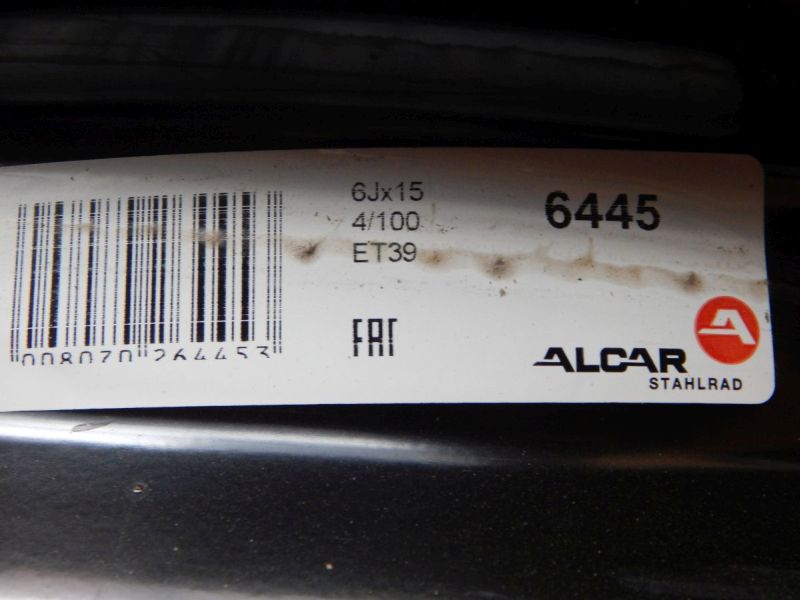 6Jx15
4/100
ET39
6445
008070 264453
EAC
ALCAR
STAHLRAD